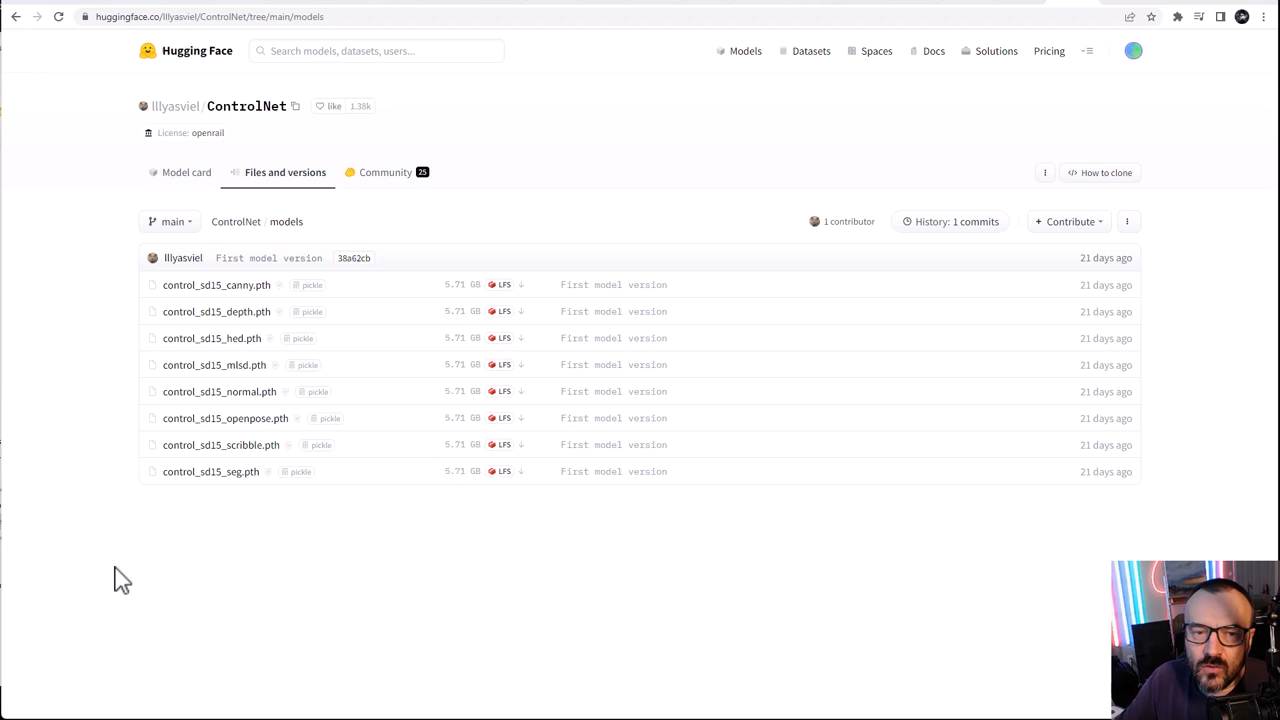 huggingface.co/lllyasviel/ControlNet/tree/main/models
Hugging Face
Search models, datasets, users...
Models
Datasets
Spaces
Docs
Solutions
Pricing
lllyasviel/ControlNet
like 1.38k
License: openrail
Model card
Files and versions
Community 25
How to clone
main
ControlNet / models
1 contributor
History: 1 commits
+ Contribute
lllyasviel First model version 38a62cb 21 days ago
control_sd15_canny.pth pickle 5.71 GB LFS First model version 21 days ago
control_sd15_depth.pth pickle 5.71 GB LFS First model version 21 days ago
control_sd15_hed.pth pickle 5.71 GB LFS First model version 21 days ago
control_sd15_mlsd.pth pickle 5.71 GB LFS First model version 21 days ago
control_sd15_normal.pth pickle 5.71 GB LFS First model version 21 days ago
control_sd15_openpose.pth pickle 5.71 GB LFS First model version 21 days ago
control_sd15_scribble.pth pickle 5.71 GB LFS First model version 21 days ago
control_sd15_seg.pth pickle 5.71 GB LFS First model version 21 days ago